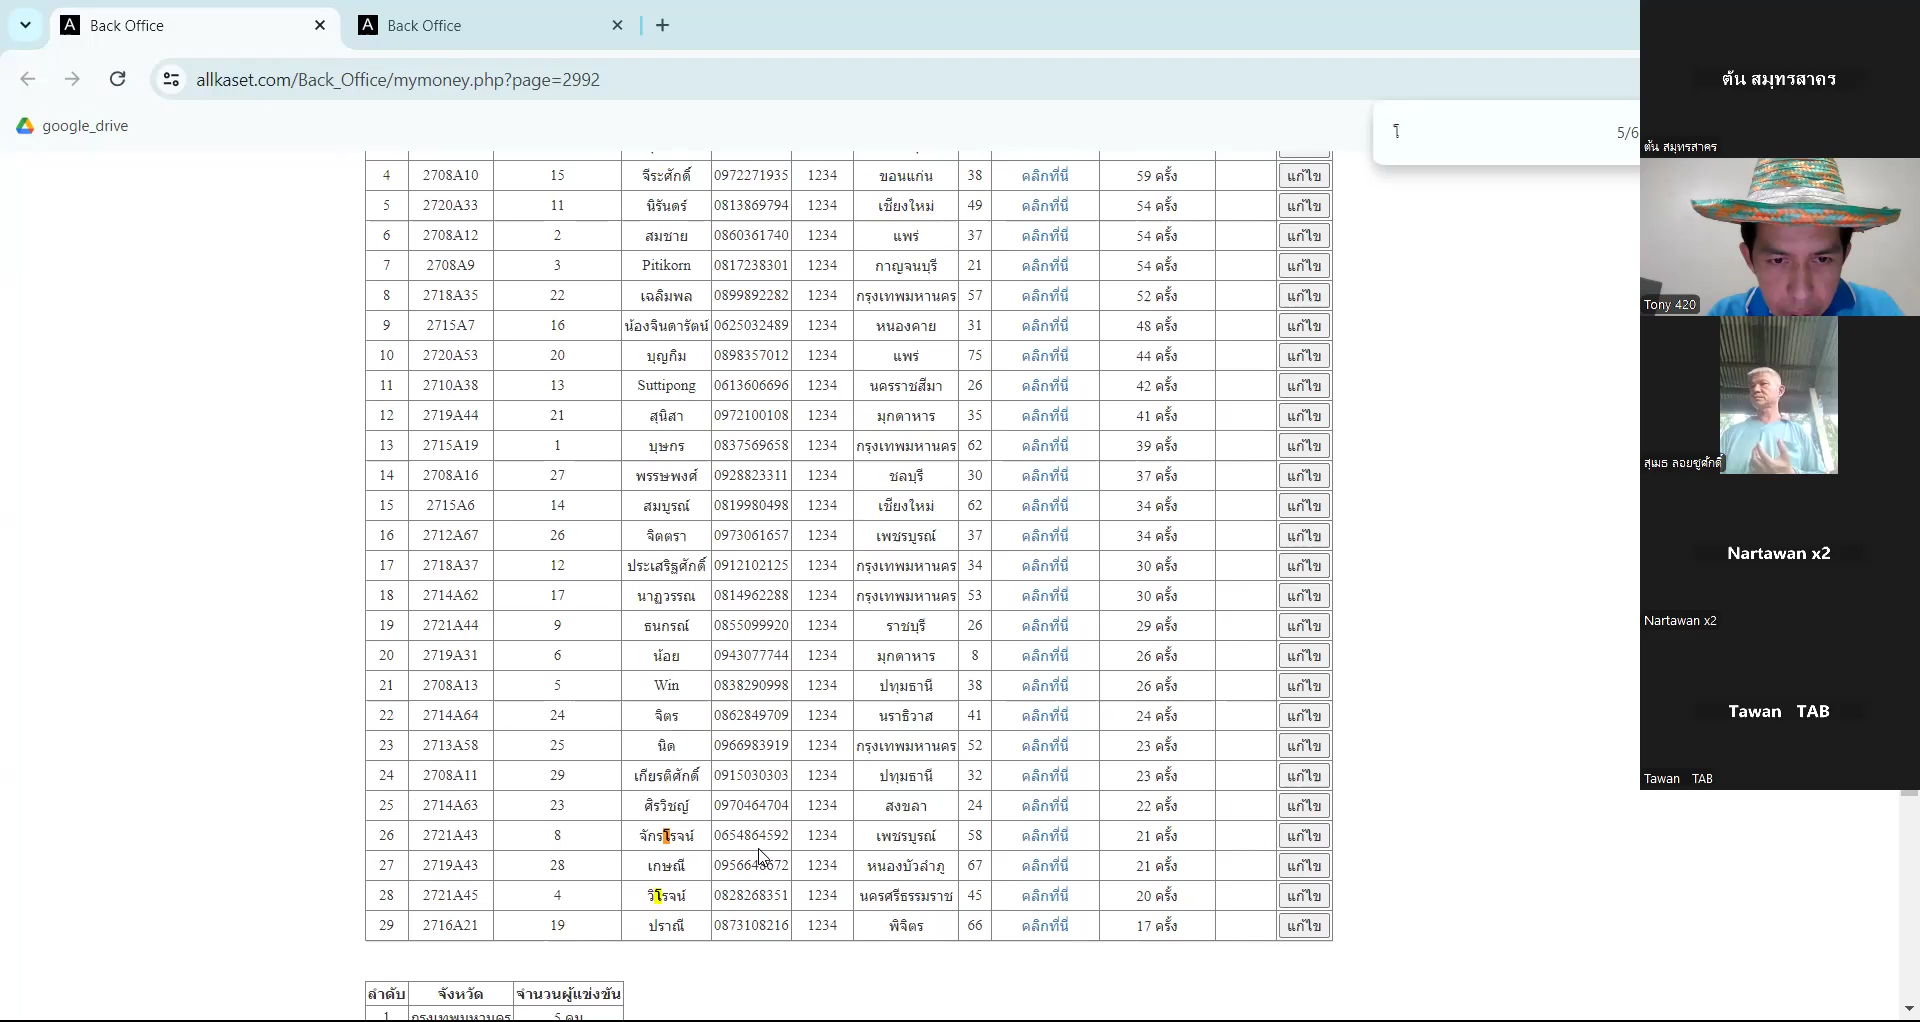 Back Office
Back Office
allkaset.com/Back_Office/mymoney.php?page=2992
google_drive
โ 5/6
4 2708A10 15 จีระศักดิ์ 0972271935 1234 ขอนแก่น 38 คลิกที่นี่ 59 ครั้ง แก้ไข
5 2720A33 11 นิรันดร์ 0813869794 1234 เชียงใหม่ 49 คลิกที่นี่ 54 ครั้ง แก้ไข
6 2708A12 2 สมชาย 0860361740 1234 แพร่ 37 คลิกที่นี่ 54 ครั้ง แก้ไข
7 2708A9 3 Pitikorn 0817238301 1234 กาญจนบุรี 21 คลิกที่นี่ 54 ครั้ง แก้ไข
8 2718A35 22 เฉลิมพล 0899892282 1234 กรุงเทพมหานคร 57 คลิกที่นี่ 52 ครั้ง แก้ไข
9 2715A7 16 น้องจินดารัตน์ 0625032489 1234 หนองคาย 31 คลิกที่นี่ 48 ครั้ง แก้ไข
10 2720A53 20 บุญกิม 0898357012 1234 แพร่ 75 คลิกที่นี่ 44 ครั้ง แก้ไข
11 2710A38 13 Suttipong 0613606696 1234 นครราชสีมา 26 คลิกที่นี่ 42 ครั้ง แก้ไข
12 2719A44 21 สุนิสา 0972100108 1234 มุกดาหาร 35 คลิกที่นี่ 41 ครั้ง แก้ไข
13 2715A19 1 บุษกร 0837569658 1234 กรุงเทพมหานคร 62 คลิกที่นี่ 39 ครั้ง แก้ไข
14 2708A16 27 พรรษพงศ์ 0928823311 1234 ชลบุรี 30 คลิกที่นี่ 37 ครั้ง แก้ไข
15 2715A6 14 สมบูรณ์ 0819980498 1234 เชียงใหม่ 62 คลิกที่นี่ 34 ครั้ง แก้ไข
16 2712A67 26 จิตตรา 0973061657 1234 เพชรบูรณ์ 37 คลิกที่นี่ 34 ครั้ง แก้ไข
17 2718A37 12 ประเสริฐศักดิ์ 0912102125 1234 กรุงเทพมหานคร 34 คลิกที่นี่ 30 ครั้ง แก้ไข
18 2714A62 17 นาฏวรรณ 0814962288 1234 กรุงเทพมหานคร 53 คลิกที่นี่ 30 ครั้ง แก้ไข
19 2721A44 9 ธนกรณ์ 0855099920 1234 ราชบุรี 26 คลิกที่นี่ 29 ครั้ง แก้ไข
20 2719A31 6 น้อย 0943077744 1234 มุกดาหาร 8 คลิกที่นี่ 26 ครั้ง แก้ไข
21 2708A13 5 Win 0838290998 1234 ปทุมธานี 38 คลิกที่นี่ 26 ครั้ง แก้ไข
22 2714A64 24 จิตร 0862849709 1234 นราธิวาส 41 คลิกที่นี่ 24 ครั้ง แก้ไข
23 2713A58 25 นิด 0966983919 1234 กรุงเทพมหานคร 52 คลิกที่นี่ 23 ครั้ง แก้ไข
24 2708A11 29 เกียรติศักดิ์ 0915030303 1234 ปทุมธานี 32 คลิกที่นี่ 23 ครั้ง แก้ไข
25 2714A63 23 ศิรวิชญ์ 0970464704 1234 สงขลา 24 คลิกที่นี่ 22 ครั้ง แก้ไข
26 2721A43 8 จักรโรจน์ 0654864592 1234 เพชรบูรณ์ 58 คลิกที่นี่ 21 ครั้ง แก้ไข
27 2719A43 28 เกษณี 1234 หนองบัวลำภู 67 คลิกที่นี่ 21 ครั้ง แก้ไข
28 2721A45 4 วิโรจน์ 0828268351 1234 นครศรีธรรมราช 45 คลิกที่นี่ 20 ครั้ง แก้ไข
29 2716A21 19 ปราณี 0873108216 1234 พิจิตร 66 คลิกที่นี่ 17 ครั้ง แก้ไข
ลำดับ จังหวัด จำนวนผู้แข่งขัน
1 กรุงเทพมหานคร 5 คน
ต้น สมุทรสาคร
ต้น สมุทรสาคร
Tony 420
สุเมธ ลอยชูศักดิ์
Nartawan x2
Nartawan x2
Tawan TAB
Tawan TAB